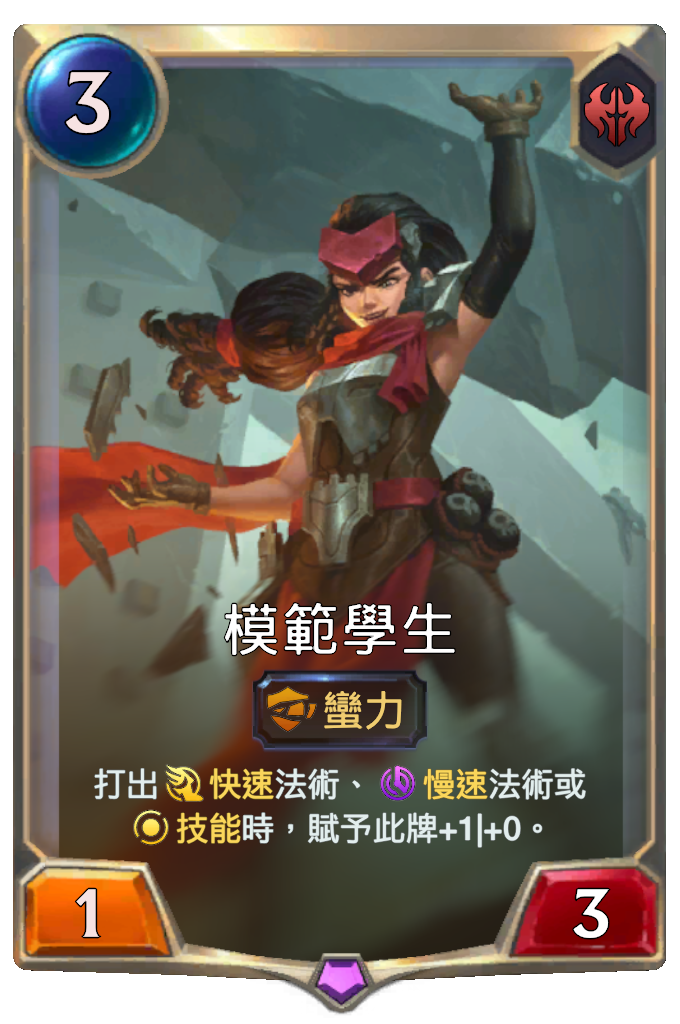 3
模範學生
蠻力
打出 快速法術、 慢速法術或
技能時，賦予此牌+1|+0。
1 3